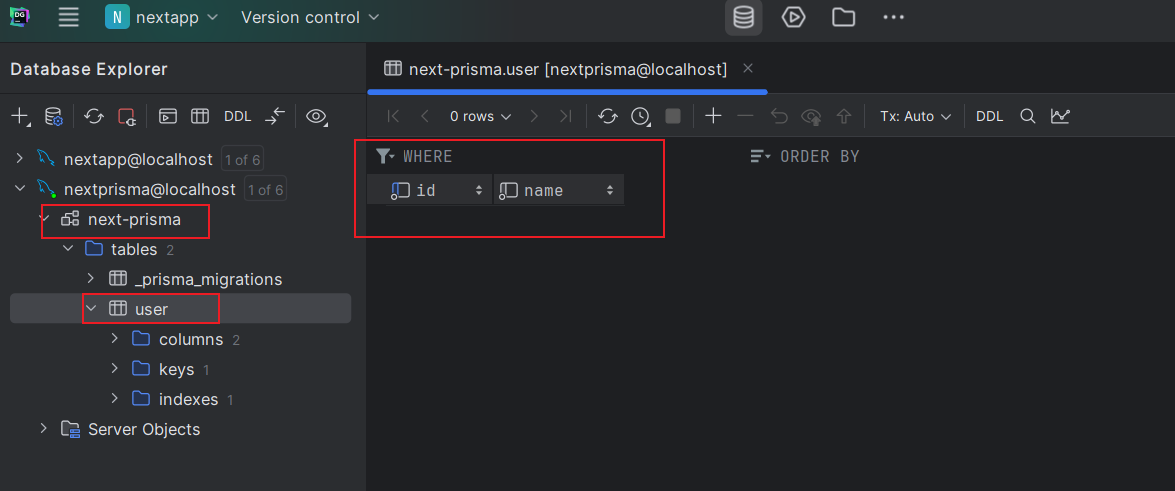 DG
N nextapp Version control
Database Explorer
next-prisma.user [nextprisma@localhost]
DDL
0 rows
Tx: Auto
DDL
nextapp@localhost 1 of 6
nextprisma@localhost 1 of 6
next-prisma
tables 2
_prisma_migrations
user
columns 2
keys 1
indexes 1
Server Objects
WHERE
ORDER BY
id
name